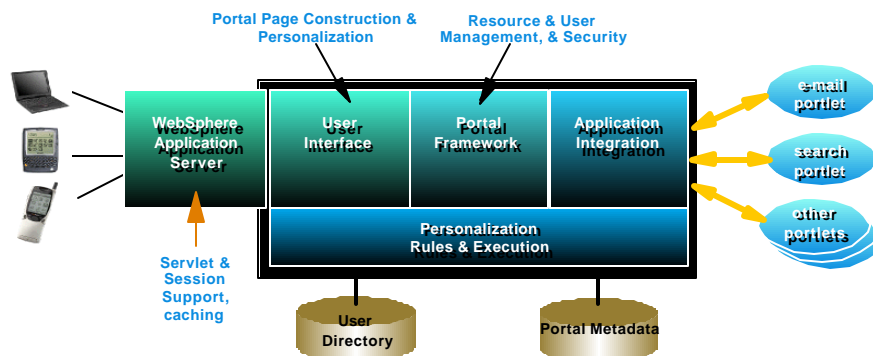 Portal Page Construction &
Personalization
Resource & User
Management, & Security
WebSphere
Application
Server
User
Interface
Portal
Framework
Application
Integration
Personalization
Rules & Execution
e-mail
portlet
search
portlet
other
portlets
Servlet &
Session
Support,
caching
User
Directory
Portal Metadata